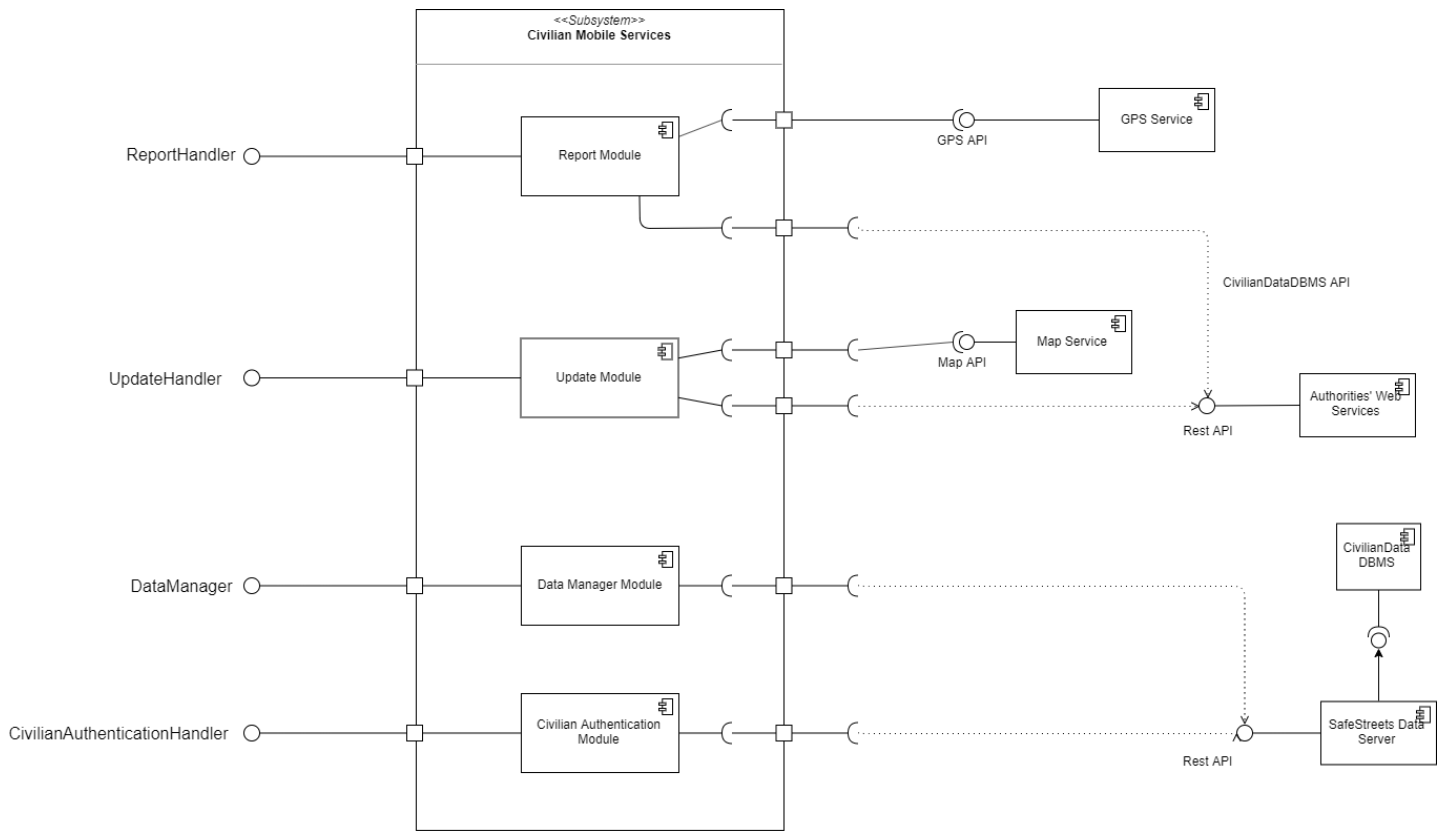 <<Subsystem>>
Civilian Mobile Services
GPS Service
GPS API
ReportHandler
Report Module
CivilianDataDBMS API
Map Service
Map API
UpdateHandler
Update Module
Authorities' Web
Services
Rest API
CivilianData
DBMS
DataManager
Data Manager Module
CivilianAuthenticationHandler
Civilian Authentication
Module
SafeStreets Data
Server
Rest API